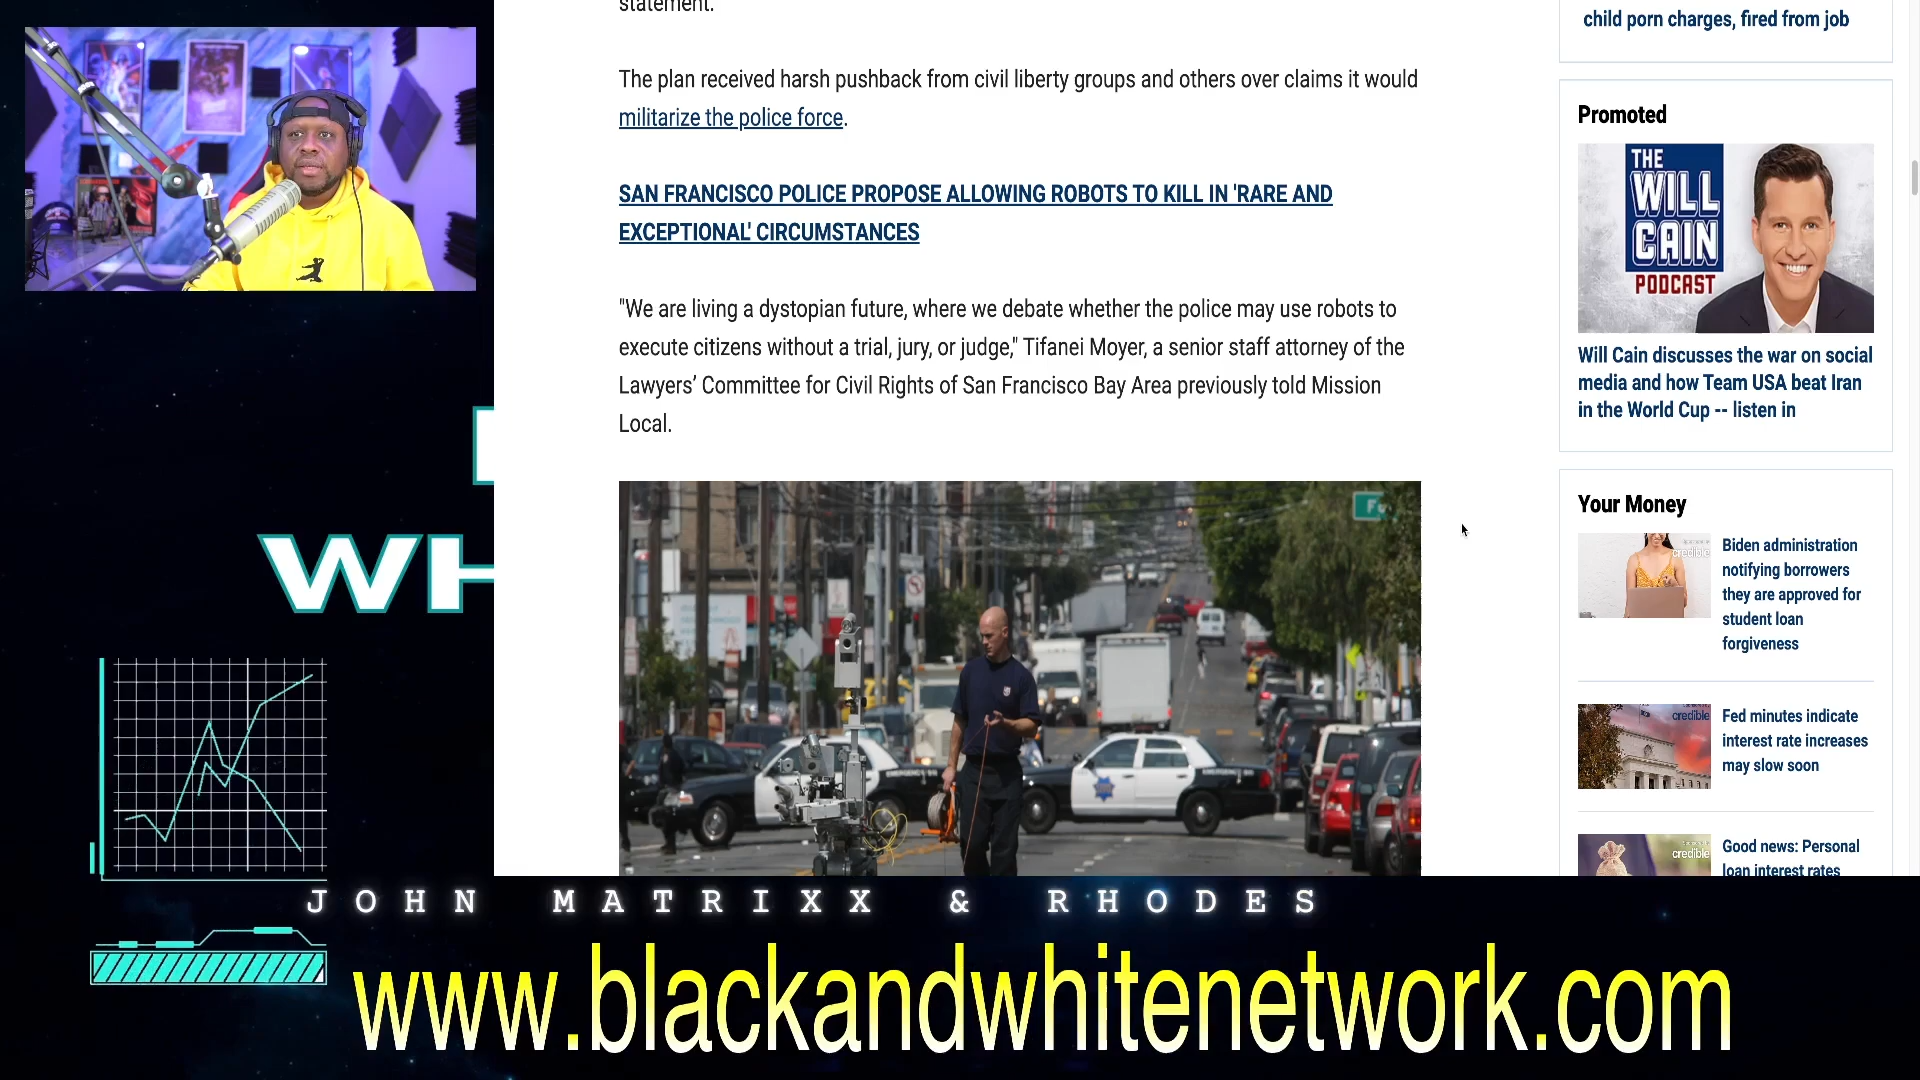 statement.
The plan received harsh pushback from civil liberty groups and others over claims it would
militarize the police force.
SAN FRANCISCO POLICE PROPOSE ALLOWING ROBOTS TO KILL IN 'RARE AND
EXCEPTIONAL' CIRCUMSTANCES
"We are living a dystopian future, where we debate whether the police may use robots to
execute citizens without a trial, jury, or judge," Tifanei Moyer, a senior staff attorney of the
Lawyers’ Committee for Civil Rights of San Francisco Bay Area previously told Mission
Local.
child porn charges, fired from job
Promoted
THE
WILL
CAIN
PODCAST
Will Cain discusses the war on social
media and how Team USA beat Iran
in the World Cup -- listen in
Your Money
credible
Biden administration
notifying borrowers
they are approved for
student loan
forgiveness
credible
Fed minutes indicate
interest rate increases
may slow soon
credible
Good news: Personal
loan interest rates
WH
JOHN MATRIXX & RHODES
www.blackandwhitenetwork.com